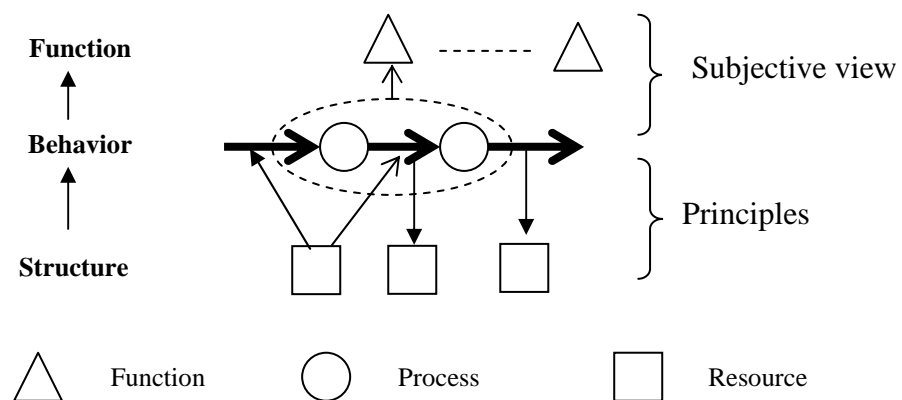 Function
Subjective view
Behavior
Principles
Structure
Function Process Resource